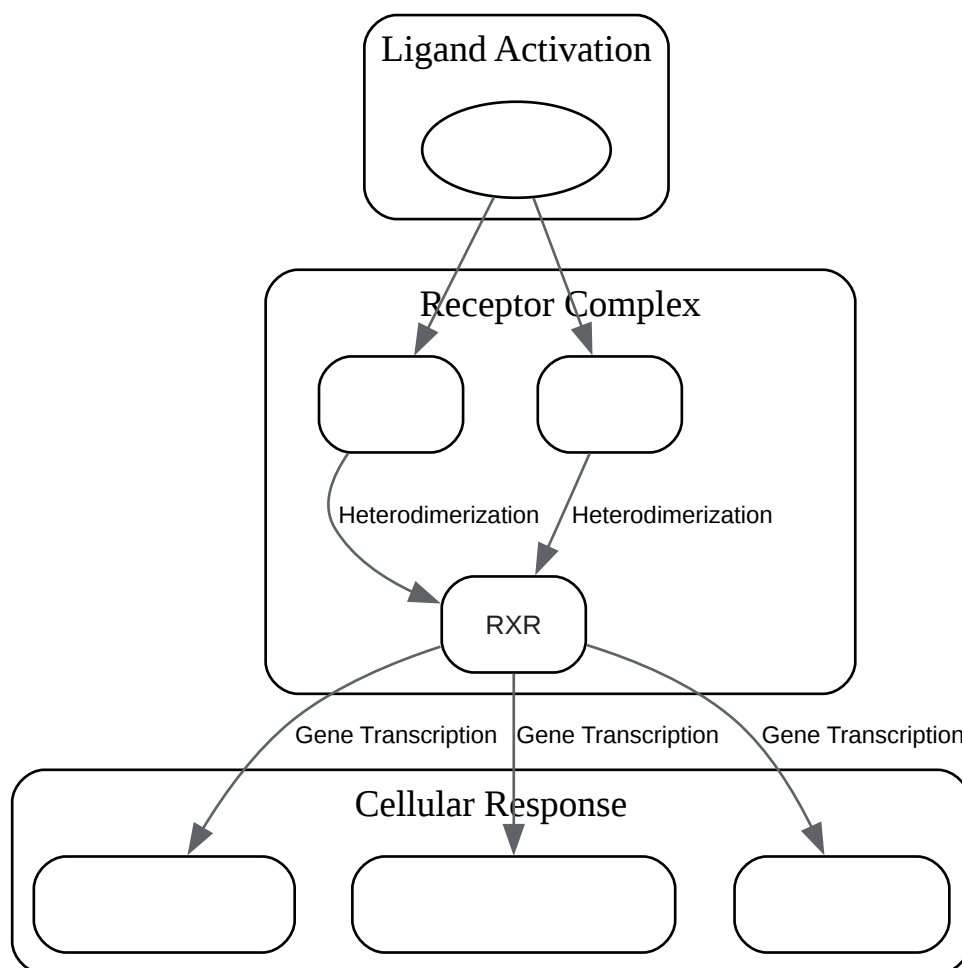 Ligand Activation
Receptor Complex
Heterodimerization
Heterodimerization
RXR
Gene Transcription
Gene Transcription
Gene Transcription
Cellular Response